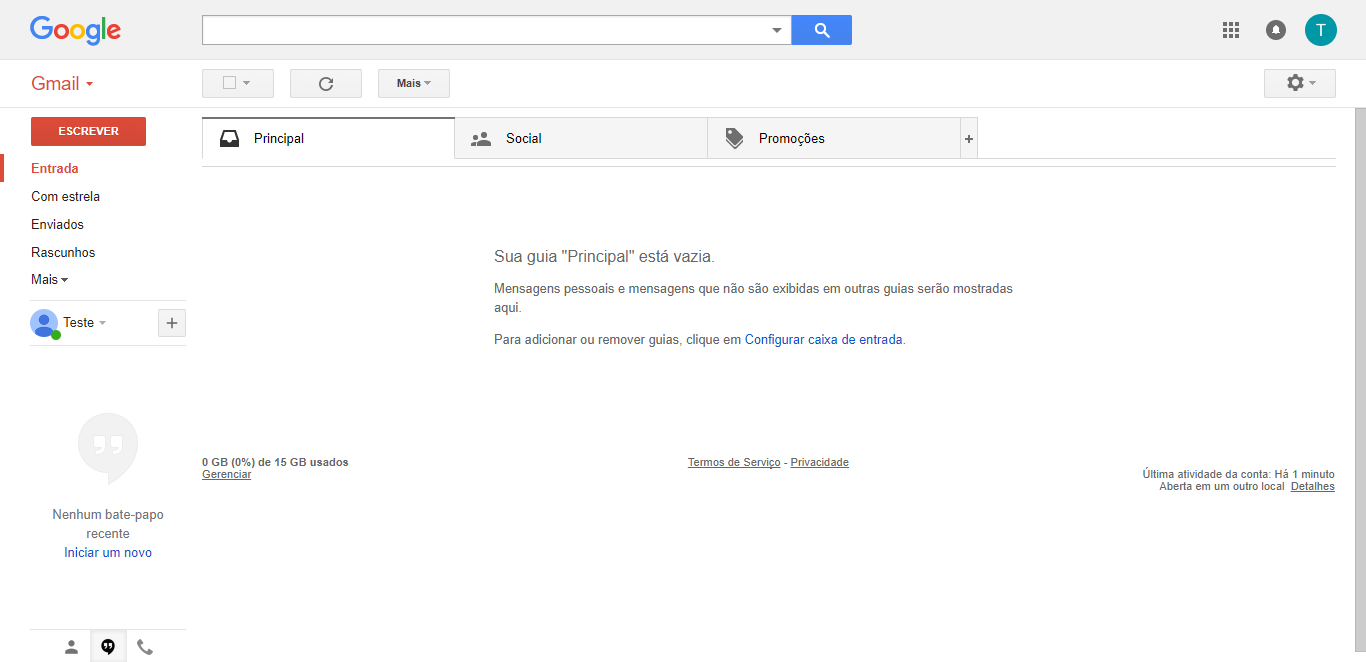 Google
T
Gmail
Mais
ESCREVER
Principal
Social
Promoções
+
Entrada
Com estrela
Enviados
Rascunhos
Mais
Teste
+
Sua guia "Principal" está vazia.
Mensagens pessoais e mensagens que não são exibidas em outras guias serão mostradas
aqui.
Para adicionar ou remover guias, clique em Configurar caixa de entrada.
0 GB (0%) de 15 GB usados
Gerenciar
Termos de Serviço - Privacidade
Última atividade da conta: Há 1 minuto
Aberta em um outro local Detalhes
Nenhum bate-papo
recente
Iniciar um novo